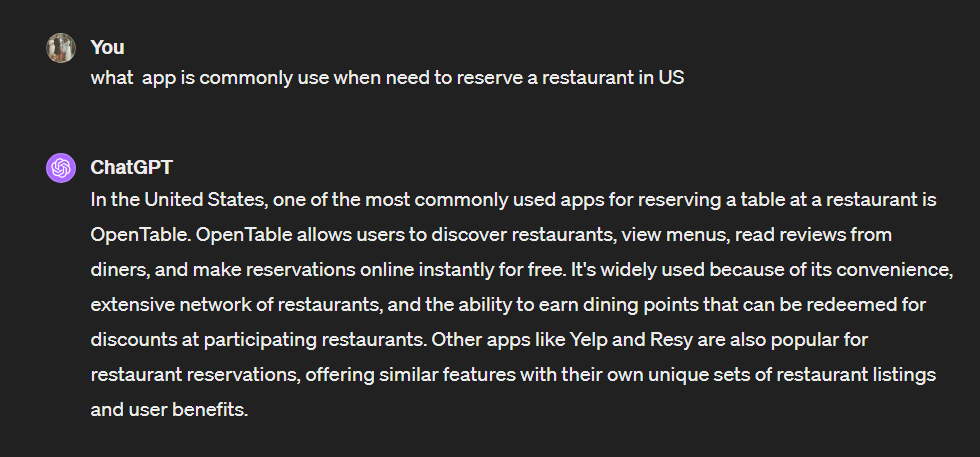 You
what  app is commonly use when need to reserve a restaurant in US
ChatGPT
In the United States, one of the most commonly used apps for reserving a table at a restaurant is
OpenTable. OpenTable allows users to discover restaurants, view menus, read reviews from
diners, and make reservations online instantly for free. It's widely used because of its convenience,
extensive network of restaurants, and the ability to earn dining points that can be redeemed for
discounts at participating restaurants. Other apps like Yelp and Resy are also popular for
restaurant reservations, offering similar features with their own unique sets of restaurant listings
and user benefits.